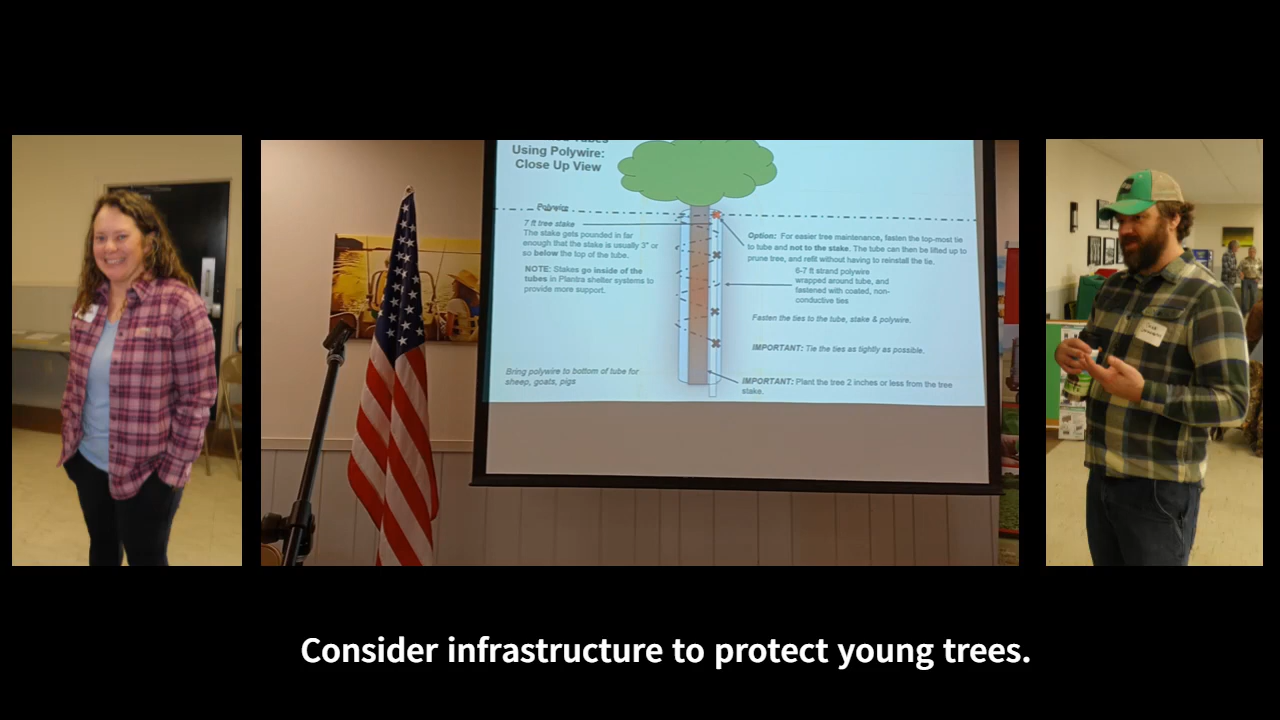 Using Polywire:
Close Up View
Polywire
7 ft tree stake
The stake gets pounded in far
enough that the stake is usually 3" or
so below the top of the tube.
NOTE: Stakes go inside of the
tubes in Plantra shelter systems to
provide more support.
Bring polywire to bottom of tube for
sheep, goats, pigs
Option: For easier tree maintenance, fasten the top-most tie
to tube and not to the stake. The tube can then be lifted up to
prune tree, and refit without having to reinstall the tie.
6-7 ft strand polywire
wrapped around tube, and
fastened with coated, non-
conductive ties
Fasten the ties to the tube, stake & polywire.
IMPORTANT: Tie the ties as tightly as possible.
IMPORTANT: Plant the tree 2 inches or less from the tree
stake.
Consider infrastructure to protect young trees.